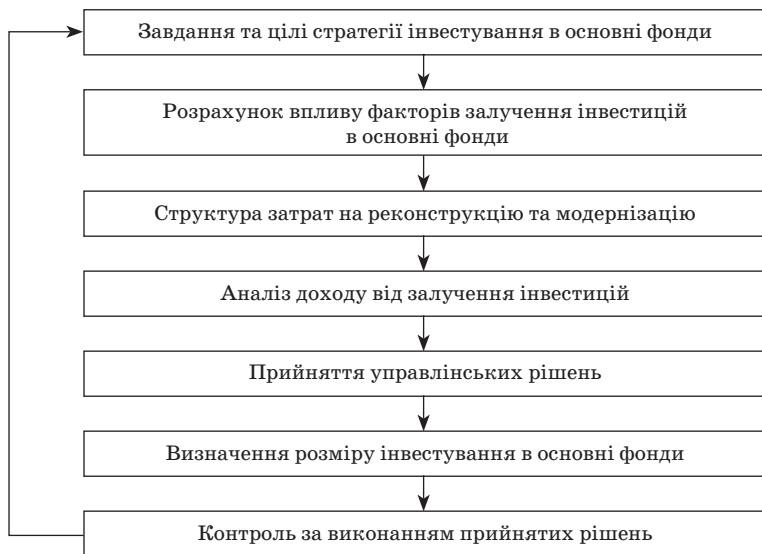 Завдання та цілі стратегії інвестування в основні фонди
Розрахунок впливу факторів залучення інвестицій
в основні фонди
Структура затрат на реконструкцію та модернізацію
Аналіз доходу від залучення інвестицій
Прийняття управлінських рішень
Визначення розміру інвестування в основні фонди
Контроль за виконанням прийнятих рішень